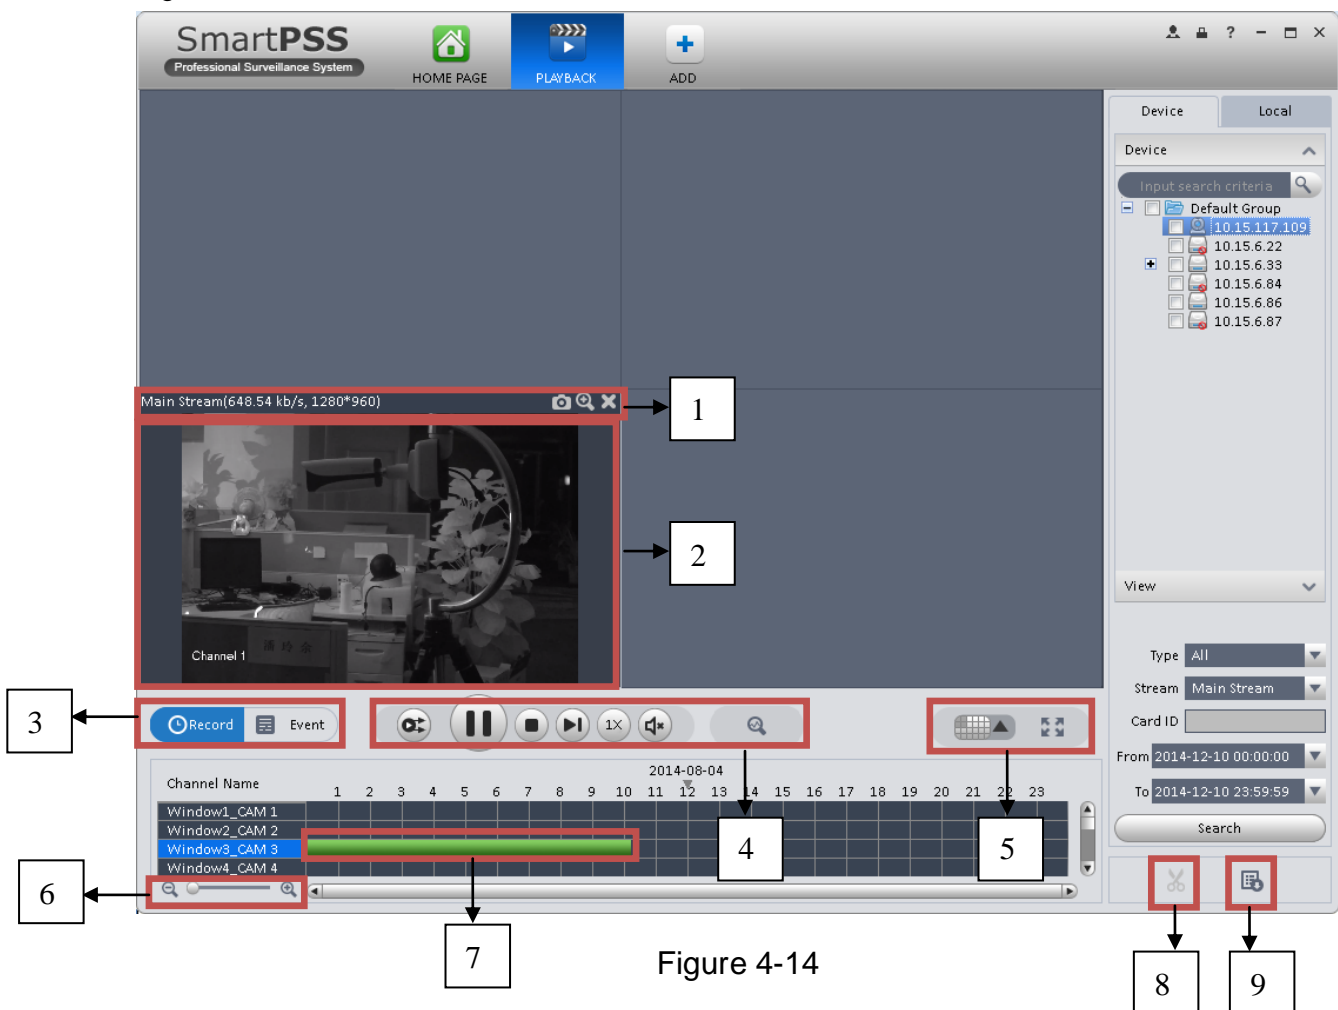 SmartPSS
Professional Surveillance System
HOME PAGE
PLAYBACK
ADD
?
Device
Local
Device
Input search criteria
Default Group
10.15.117.109
10.15.6.22
10.15.6.33
10.15.6.84
10.15.6.86
10.15.6.87
Main Stream(648.54 kb/s, 1280*960)
1
2
Channel 1
View
Type All
Stream Main Stream
Card ID
From 2014-12-10 00:00:00
To 2014-12-10 23:59:59
Search
3
Record
Event
1X
2014-08-04
Channel Name
1 2 3 4 5 6 7 8 9 10 11 12 13 14 15 16 17 18 19 20 21 22 23
Window1_CAM 1
Window2_CAM 2
Window3_CAM 3
Window4_CAM 4
4
5
6
7
8
9
Figure 4-14